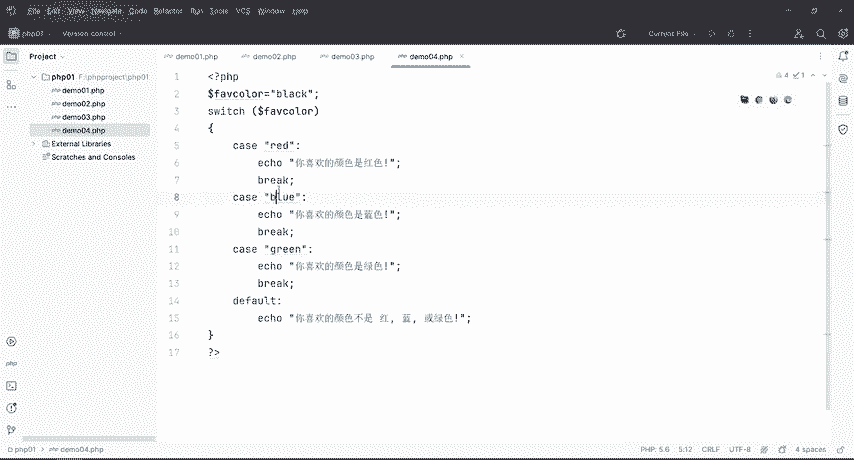 File Edit View Navigate Code Refactor Run Tools VCS Window Help
php01 Version control Current File
Project
demo01.php demo02.php demo03.php demo04.php
php01 F:\phpproject\php01
demo01.php
demo02.php
demo03.php
demo04.php
External Libraries
Scratches and Consoles
4 1
1 <?php
2 $favcolor="black";
3 switch ($favcolor)
4 {
5 case "red":
6 echo "你喜欢的颜色是红色!";
7 break;
8 case "blue":
9 echo "你喜欢的颜色是蓝色!";
10 break;
11 case "green":
12 echo "你喜欢的颜色是绿色!";
13 break;
14 default:
15 echo "你喜欢的颜色不是 红, 蓝, 或绿色!";
16 }
17 ?>
php
php01 > demo04.php PHP: 5.6 5:12 CRLF UTF-8 4 spaces